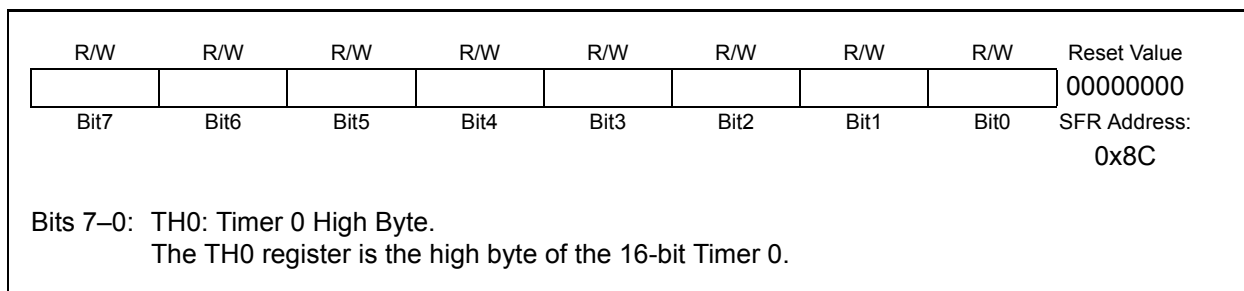 R/W R/W R/W R/W R/W R/W R/W R/W Reset Value
00000000
Bit7 Bit6 Bit5 Bit4 Bit3 Bit2 Bit1 Bit0 SFR Address:
0x8C
Bits 7–0: TH0: Timer 0 High Byte.
The TH0 register is the high byte of the 16-bit Timer 0.